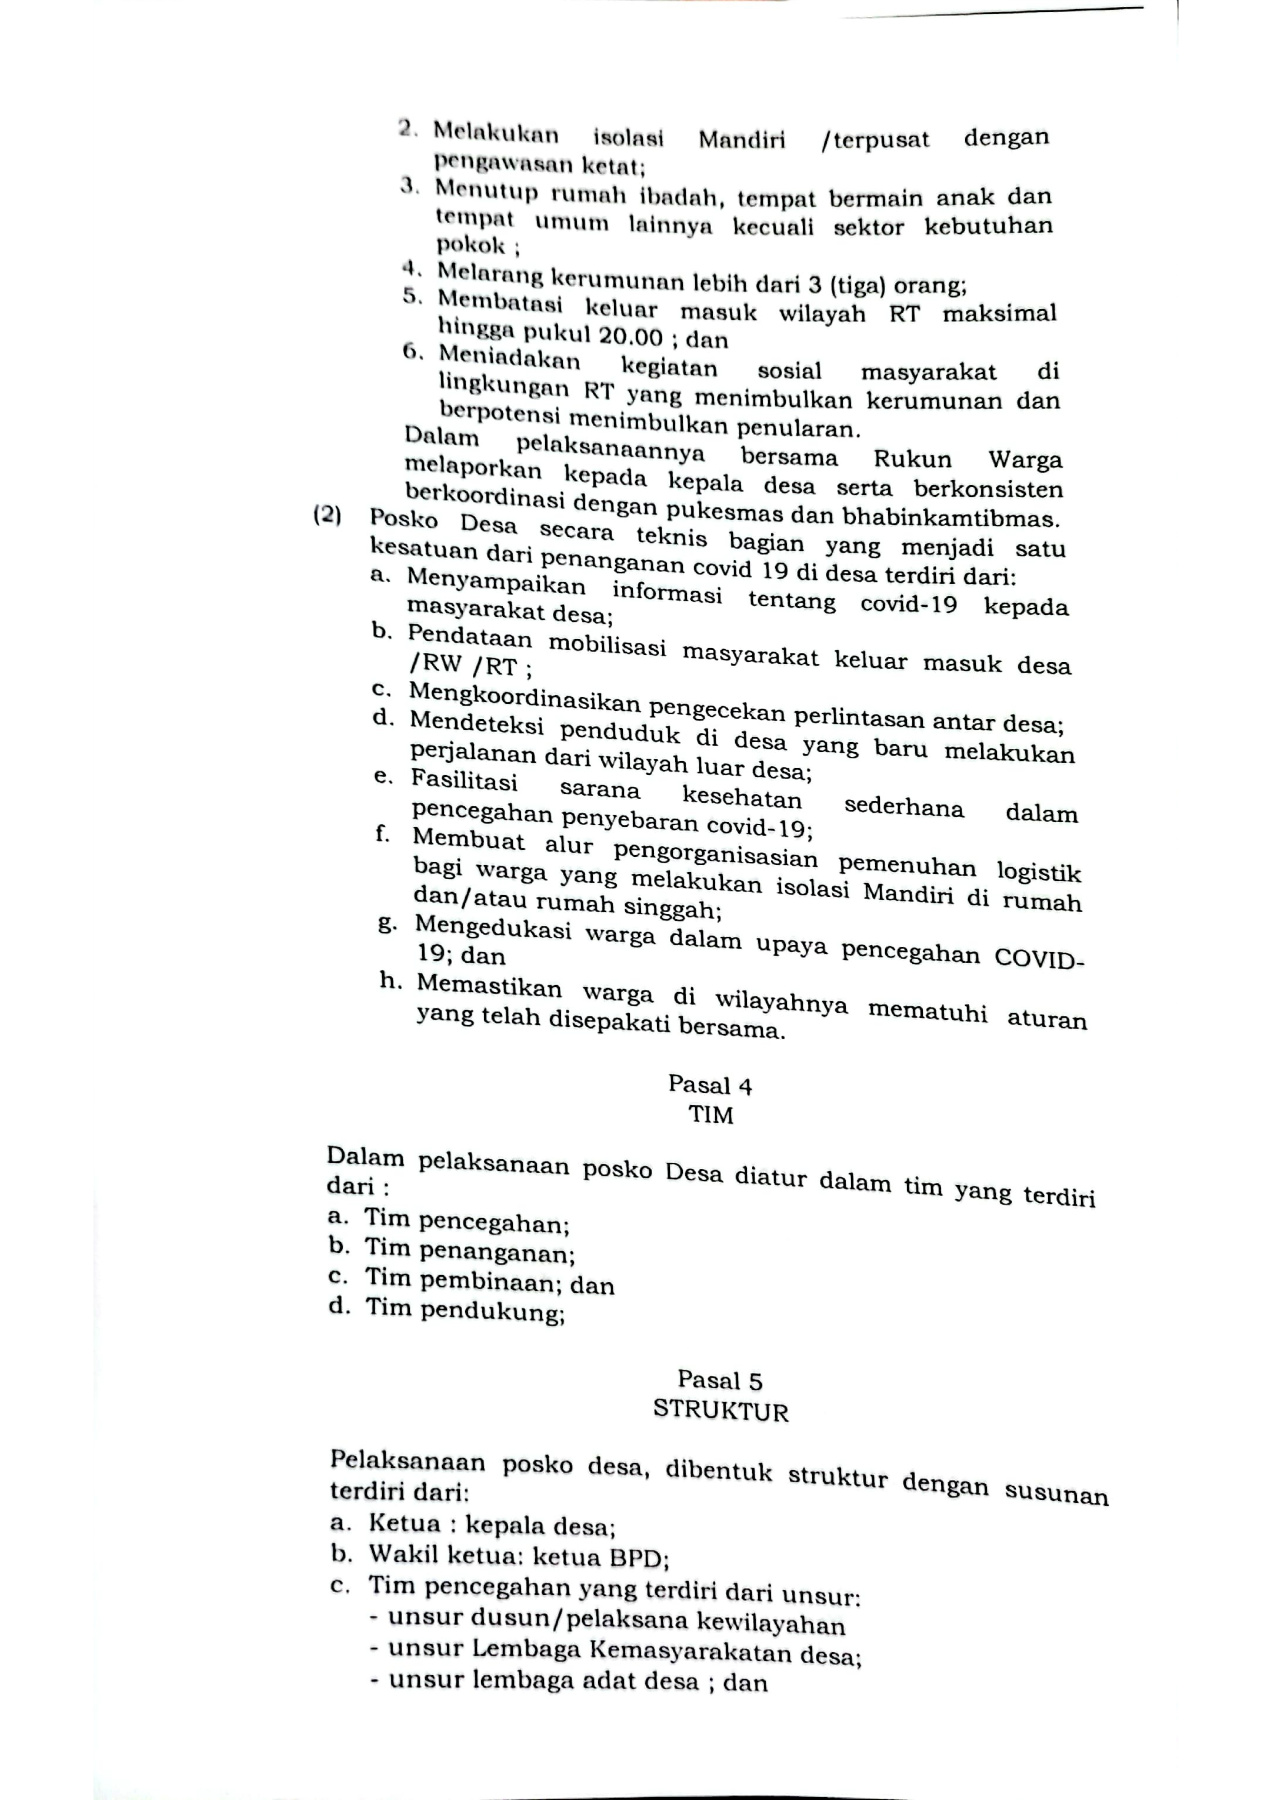 2. Melakukan isolasi Mandiri /terpusat dengan
pengawasan ketat;
3. Menutup rumah ibadah, tempat bermain anak dan
tempat umum lainnya kecuali sektor kebutuhan
pokok ;
4. Melarang kerumunan lebih dari 3 (tiga) orang;
5. Membatasi keluar masuk wilayah RT maksimal
hingga pukul 20.00 ; dan
6. Meniadakan kegiatan sosial masyarakat di
lingkungan RT yang menimbulkan kerumunan dan
berpotensi menimbulkan penularan.
Dalam pelaksanaannya bersama Rukun Warga
melaporkan kepada kepala desa serta berkonsisten
berkoordinasi dengan pukesmas dan bhabinkamtibmas.
(2) Posko Desa secara teknis bagian yang menjadi satu
kesatuan dari penanganan covid 19 di desa terdiri dari:
a. Menyampaikan informasi tentang covid-19 kepada
masyarakat desa;
b. Pendataan mobilisasi masyarakat keluar masuk desa
/RW /RT ;
c. Mengkoordinasikan pengecekan perlintasan antar desa;
d. Mendeteksi penduduk di desa yang baru melakukan
perjalanan dari wilayah luar desa;
e. Fasilitasi sarana kesehatan sederhana dalam
pencegahan penyebaran covid-19;
f. Membuat alur pengorganisasian pemenuhan logistik
bagi warga yang melakukan isolasi Mandiri di rumah
dan/atau rumah singgah;
g. Mengedukasi warga dalam upaya pencegahan COVID-
19; dan
h. Memastikan warga di wilayahnya mematuhi aturan
yang telah disepakati bersama.
Pasal 4
TIM
Dalam pelaksanaan posko Desa diatur dalam tim yang terdiri
dari :
a. Tim pencegahan;
b. Tim penanganan;
c. Tim pembinaan; dan
d. Tim pendukung;
Pasal 5
STRUKTUR
Pelaksanaan posko desa, dibentuk struktur dengan susunan
terdiri dari:
a. Ketua : kepala desa;
b. Wakil ketua: ketua BPD;
c. Tim pencegahan yang terdiri dari unsur:
- unsur dusun/pelaksana kewilayahan
- unsur Lembaga Kemasyarakatan desa;
- unsur lembaga adat desa ; dan